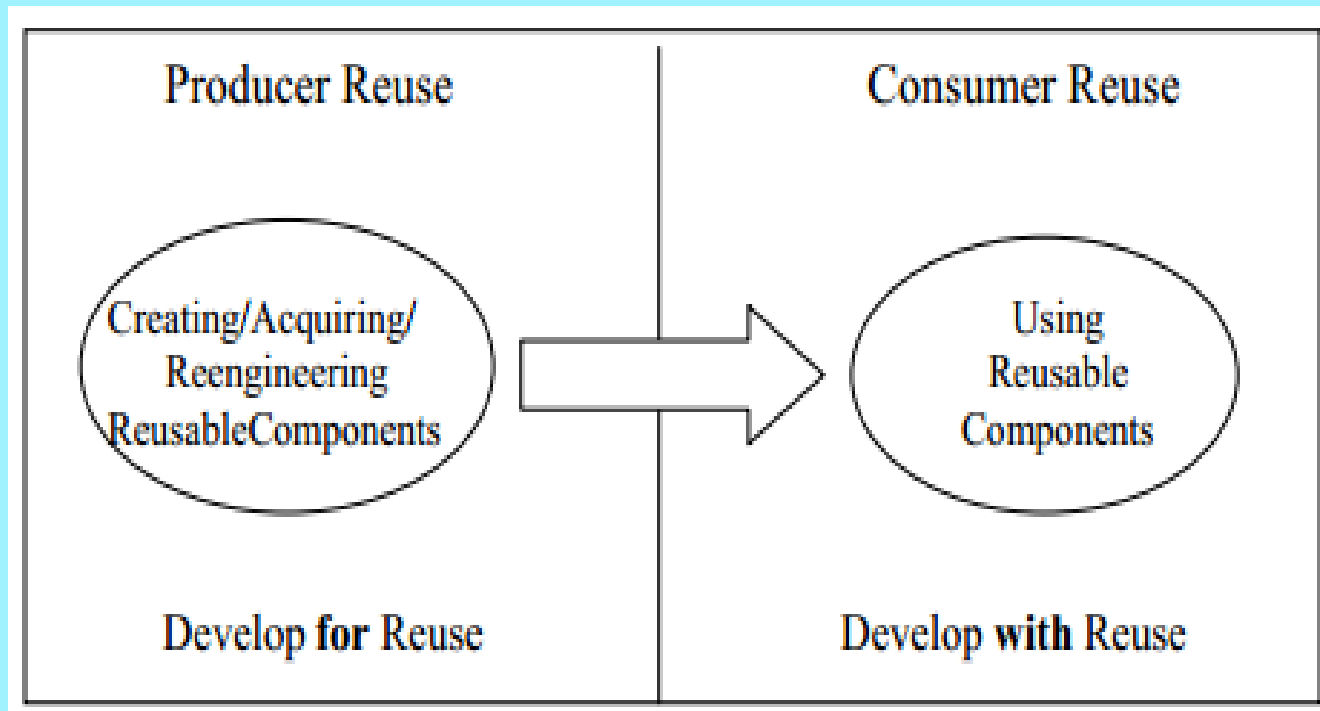 Producer Reuse
Creating/Acquiring/
Reengineering
ReusableComponents
Develop for Reuse
Consumer Reuse
Using
Reusable
Components
Develop with Reuse